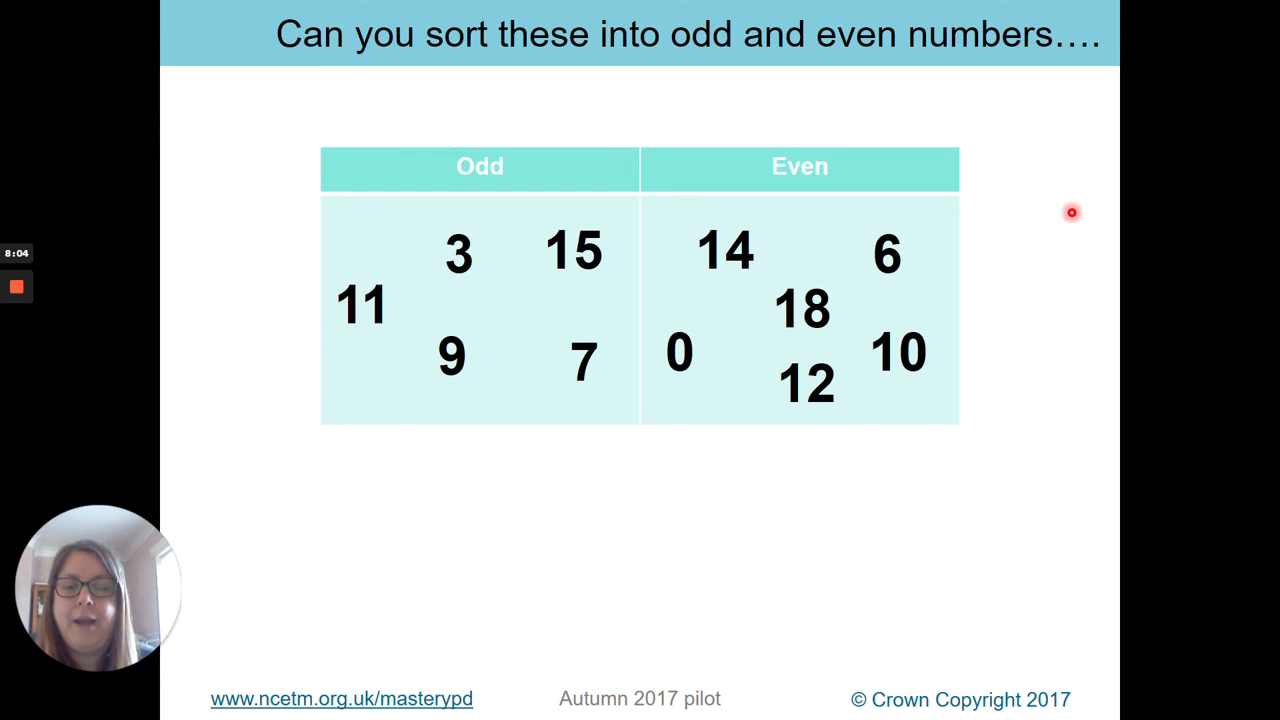 Can you sort these into odd and even numbers….
Odd Even
3 15 14 6
11 18
9 7 0 10
12
8:04
www.ncetm.org.uk/masterypd Autumn 2017 pilot © Crown Copyright 2017